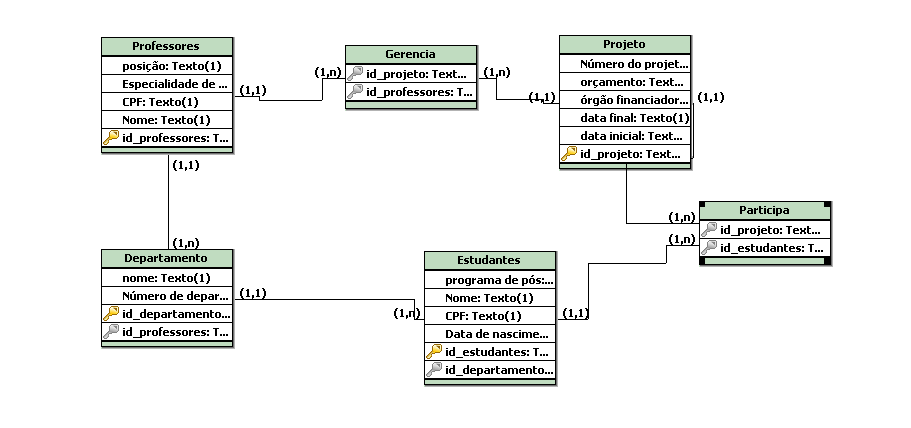 Professores
posição: Texto(1)
Especialidade de ...
CPF: Texto(1)
Nome: Texto(1)
id_professores: T...
(1,1)
(1,1)
(1,n)
Gerencia
id_projeto: Text...
id_professores: T...
(1,n)
(1,1)
Projeto
Número do projet...
orçamento: Text...
órgão financiador...
data final: Texto(1)
data inicial: Texto(1)
id_projeto: Text...
(1,1)
(1,n)
(1,n)
Participa
id_projeto: Text...
id_estudantes: T...
(1,n)
Departamento
nome: Texto(1)
Número de depar...
id_departamento...
id_professores: T...
(1,1)
(1,n)
Estudantes
programa de pós:...
Nome: Texto(1)
CPF: Texto(1)
Data de nascime...
id_estudantes: T...
id_departamento...
(1,1)